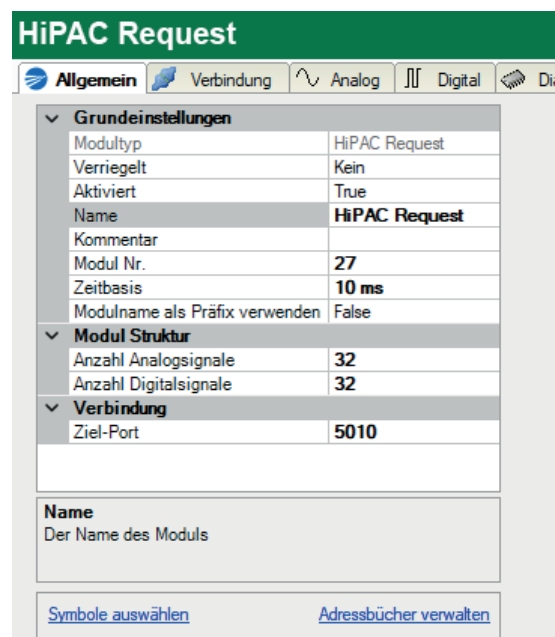 HiPAC Request
Allgemein Verbindung Analog Digital Dia
Grundeinstellungen
Modultyp HiPAC Request
Verriegelt Kein
Aktiviert True
Name HiPAC Request
Kommentar
Modul Nr. 27
Zeitbasis 10 ms
Modulname als Präfix verwenden False
Modul Struktur
Anzahl Analogsignale 32
Anzahl Digitalsignale 32
Verbindung
Ziel-Port 5010
Name
Der Name des Moduls
Symbole auswählen Adressbücher verwalten